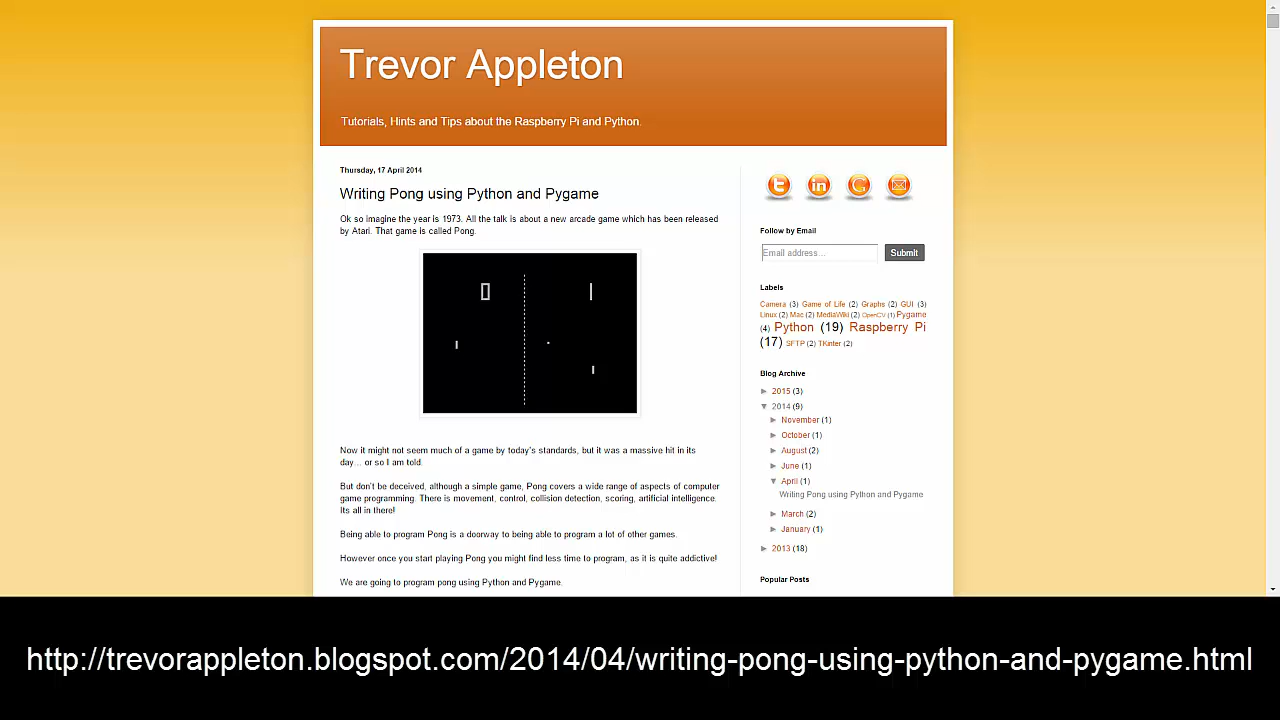 Trevor Appleton
Tutorials, Hints and Tips about the Raspberry Pi and Python.
Thursday, 17 April 2014
Writing Pong using Python and Pygame
Ok so imagine the year is 1973. All the talk is about a new arcade game which has been released
by Atari. That game is called Pong.
Now it might not seem much of a game by today's standards, but it was a massive hit in its
day... or so I am told.
But don't be deceived, although a simple game, Pong covers a wide range of aspects of computer
game programming. There is movement, control, collision detection, scoring, artificial intelligence.
Its all in there!
Being able to program Pong is a doorway to being able to program a lot of other games.
However once you start playing Pong you might find less time to program, as it is quite addictive!
We are going to program pong using Python and Pygame.
Follow by Email
Email address...
Submit
Labels
Camera (3) Game of Life (2) Graphs (2) GUI (3)
Linux (2) Mac (2) MediaWiki (2) OpenCV (1) Pygame
(4) Python (19) Raspberry Pi
(17) SFTP (2) TKinter (2)
Blog Archive
► 2015 (3)
▼ 2014 (9)
► November (1)
► October (1)
► August (2)
► June (1)
▼ April (1)
Writing Pong using Python and Pygame
► March (2)
► January (1)
► 2013 (18)
Popular Posts
http://trevorappleton.blogspot.com/2014/04/writing-pong-using-python-and-pygame.html